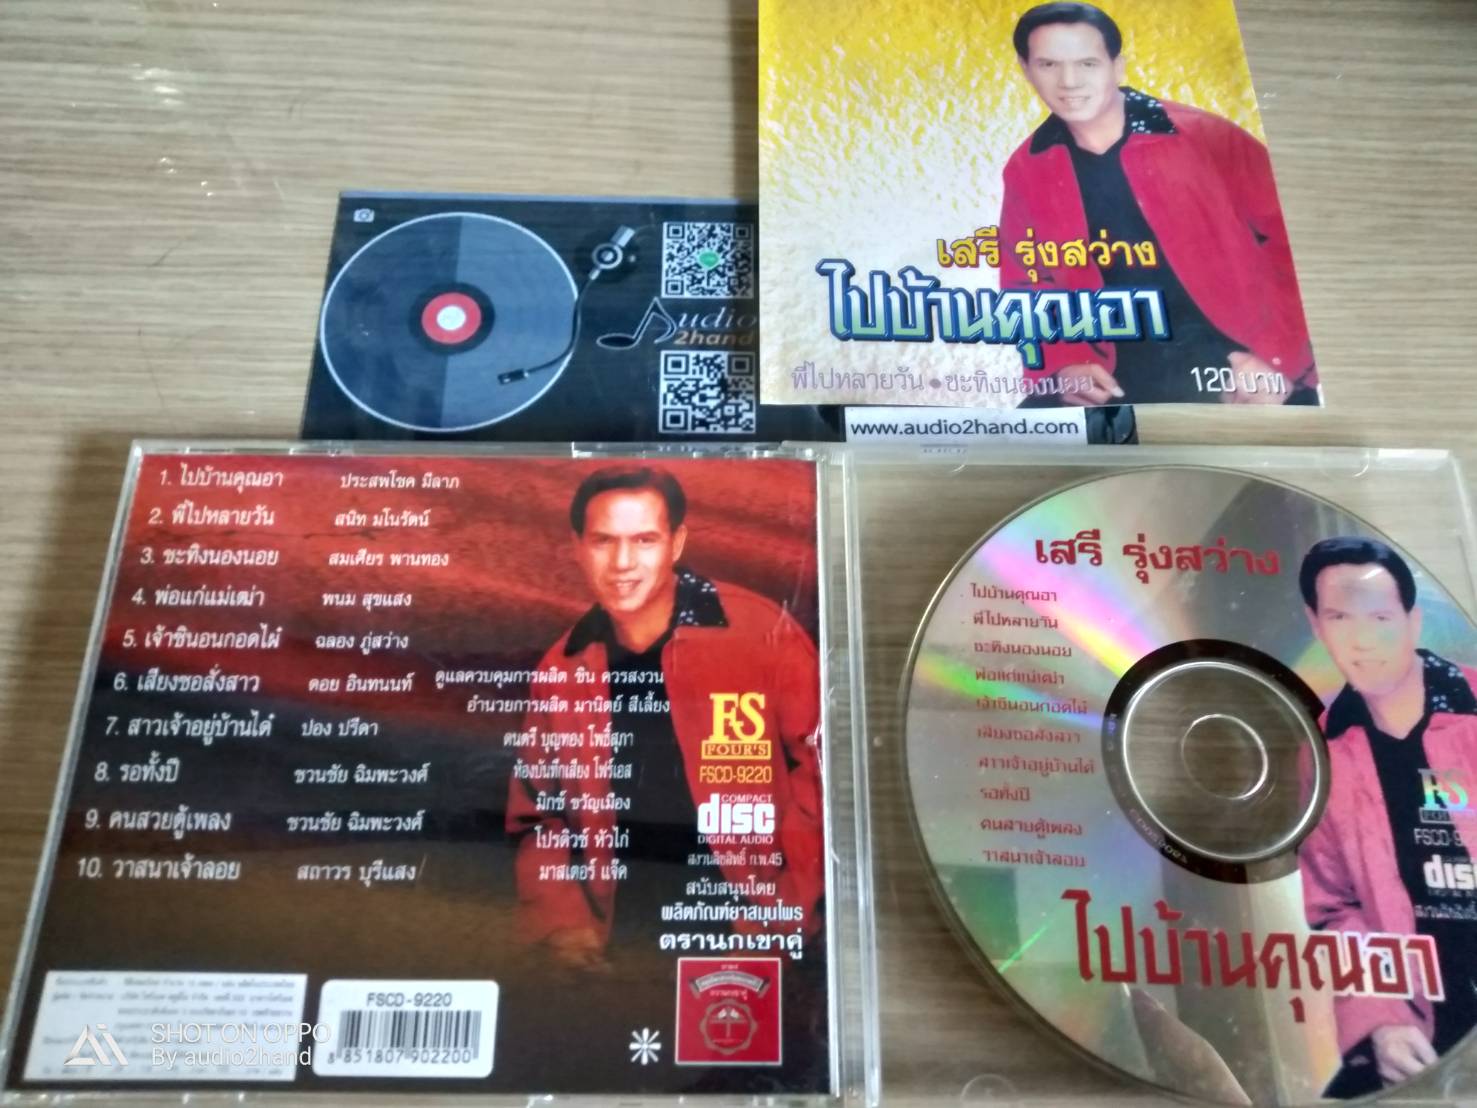 เสรี รุ่งสว่าง
ไปบ้านคุณอา
พี่ไปหลายวัน • ขะทิงนองนอย
120 บาท
Audio
2hand
www.audio2hand.com
1. ไปบ้านคุณอา ประสพโชค มีลาภ
2. พี่ไปหลายวัน สนิท มโนรัตน์
3. ขะทิงนองนอย สมเศียร พานทอง
4. พ่อแก่แม่เฒ่า พนม สุขแสง
5. เจ้าชินอนกอดไผ่ ฉลอง ภู่สว่าง
6. เสียงซอสั่งสาว ดอย อินทนนท์
7. สาวเจ้าอยู่บ้านได๋ ปอง ปรีดา
8. รอทั้งปี ชวนชัย ฉิมพะวงศ์
9. คนสวยตู้เพลง ชวนชัย ฉิมพะวงศ์
10. วาสนาเจ้าลอย สถาวร บุรีแสง
ดูแลควบคุมการผลิต ชิน ควรสงวน
อำนวยการผลิต มานิตย์ สีเลี้ยง
ดนตรี บุญทอง โพธิ์สุภา
ห้องบันทึกเสียง โฟร์เอส
มิกซ์ ขวัญเมือง
โปรดิวซ์ หัวไก่
มาสเตอร์ แจ๊ค
FS
FOUR'S
FSCD-9220
COMPACT
disc
DIGITAL AUDIO
สงวนลิขสิทธิ์ ก.พ.45
สนับสนุนโดย
ผลิตภัณฑ์ยาสมุนไพร
ตรานกเขาคู่
FSCD-9220
8 851807 902200
SHOT ON OPPO
By audio2hand
เสรี รุ่งสว่าง
ไปบ้านคุณอา
พี่ไปหลายวัน
ขะทิงนองนอย
พ่อแก่แม่เฒ่า
เจ้าชินอนกอดไผ่
เสียงซอสั่งสาว
สาวเจ้าอยู่บ้านได๋
รอทั้งปี
คนสวยตู้เพลง
วาสนาเจ้าลอย
FS
FSCD-9
disc
ไปบ้านคุณอา